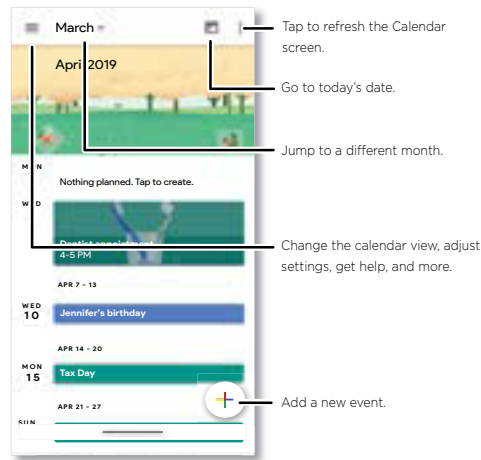 March
Tap to refresh the Calendar
screen.
April 2019
Go to today's date.
Jump to a different month.
Nothing planned. Tap to create.
Dentist appointment
4-5 PM
Change the calendar view, adjust
settings, get help, and more.
APR 7 - 13
WED
10
Jennifer's birthday
APR 14 - 20
MON
15
Tax Day
Add a new event.
APR 21 - 27
SUN